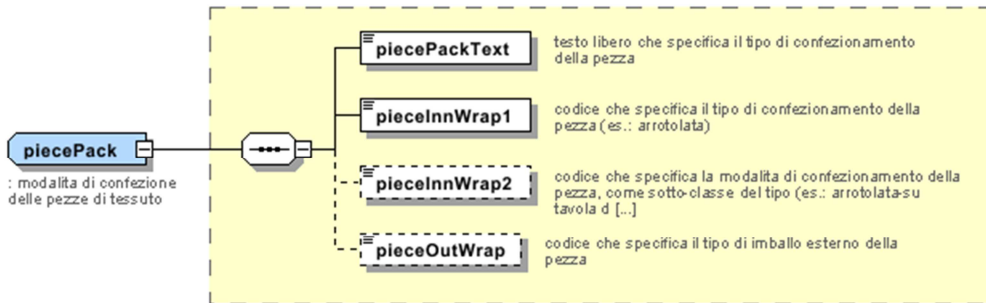 piecePackText
testo libero che specifica il tipo di confezionamento
della pezza
pieceInnWrap1
codice che specifica il tipo di confezionamento della
pezza (es.: arrotolata)
piecePack
: modalita di confezione
delle pezze di tessuto
pieceInnWrap2
codice che specifica la modalita di confezionamento della
pezza, come sotto-classe del tipo (es.: arrotolata-su
tavola d [...]
pieceOutWrap
codice che specifica il tipo di imballo esterno della
pezza